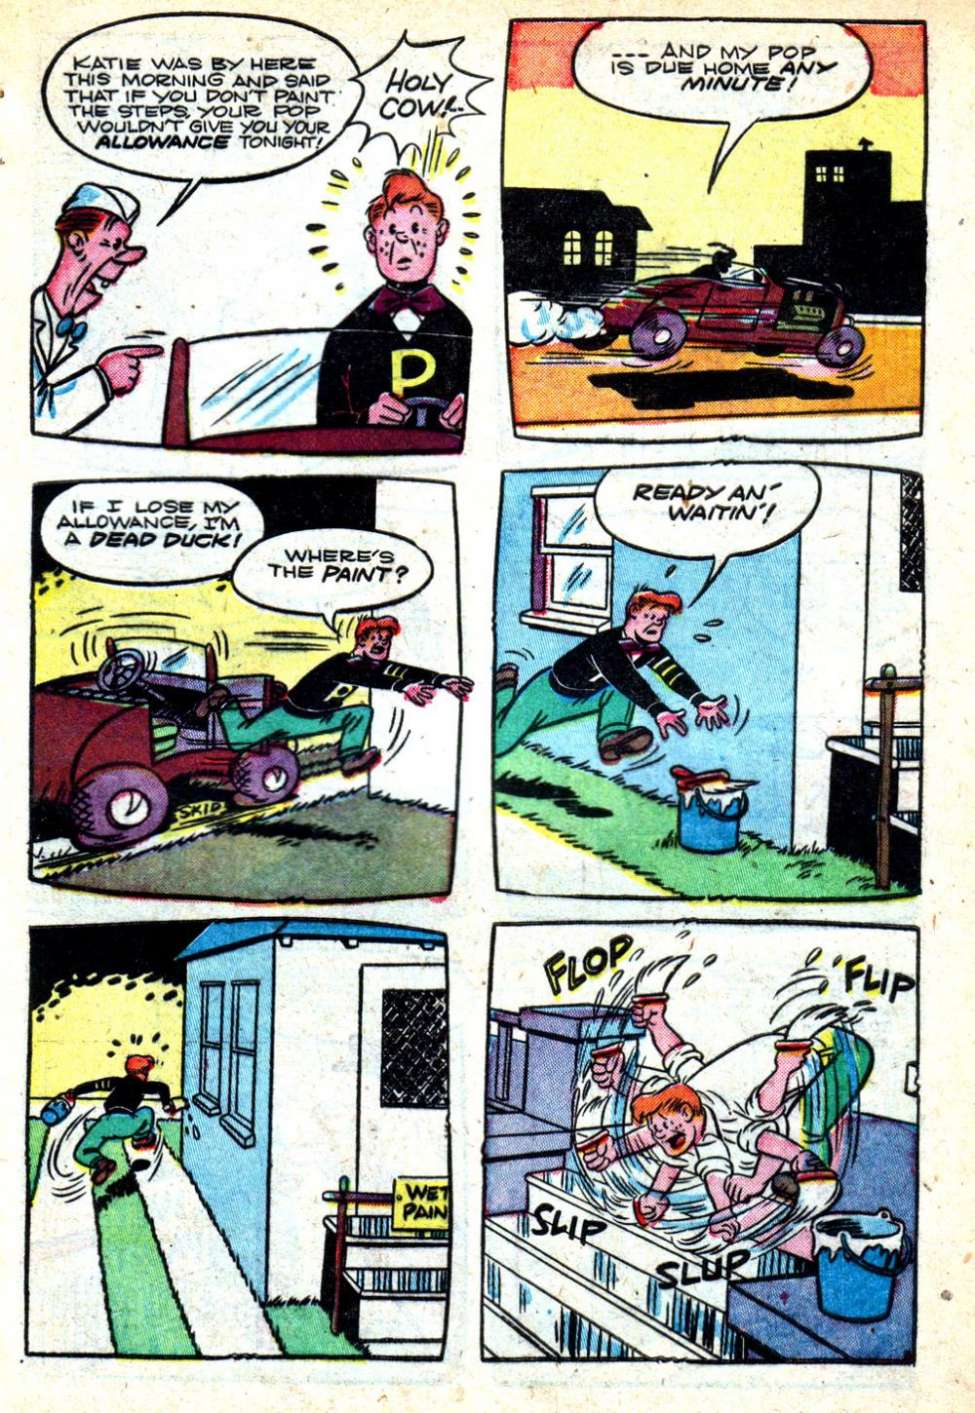 KATIE WAS BY HERE
THIS MORNING AND SAID
THAT IF YOU DON'T PAINT
THE STEPS, YOUR POP
WOULDN'T GIVE YOU YOUR
ALLOWANCE TONIGHT!
HOLY
COW!..
P
--- AND MY POP
IS DUE HOME ANY
MINUTE!
IF I LOSE MY
ALLOWANCE, I'M
A DEAD DUCK!
WHERE'S
THE PAINT?
SKID
READY AN'
WAITIN'!
WET
PAIN
FLOP
FLIP
SLIP
SLUP